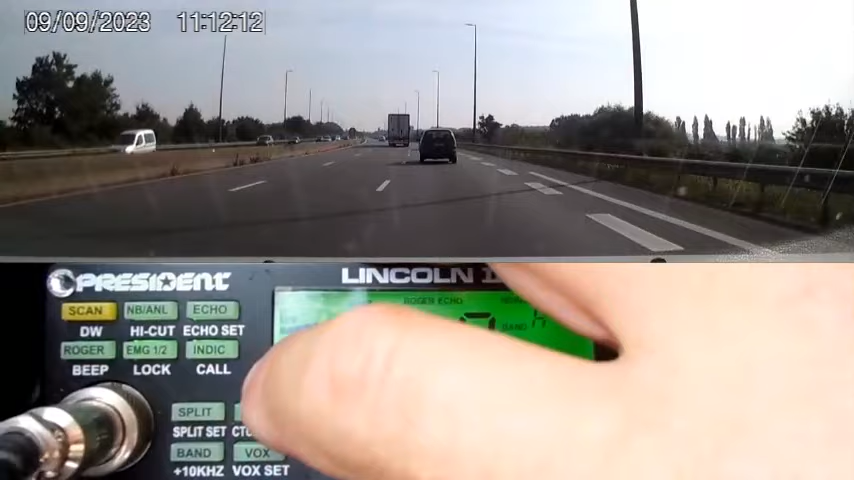 09/09/2023 11:12:12
PRESIDENT
LINCOLN
SCAN NB/ANL ECHO
DW HI-CUT ECHO SET
ROGER EMG 1/2 INDIC
BEEP LOCK CALL
ROGER ECHO
BAND
SPLIT
SPLIT SET
BAND VOX
+10KHZ VOX SET